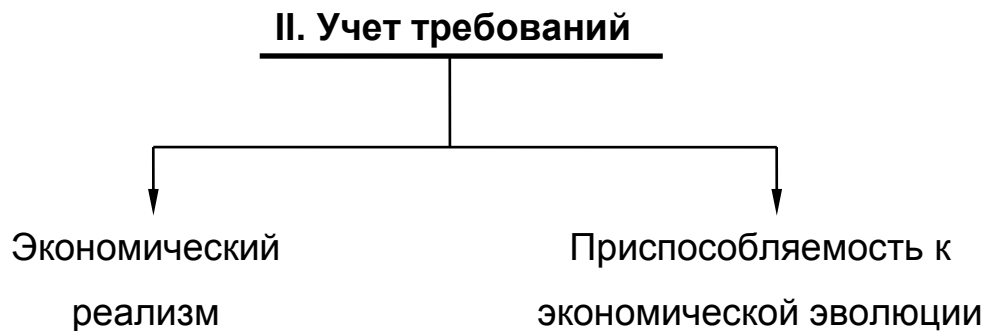 II. Учет требований
Экономический
реализм
Приспособляемость к
экономической эволюции